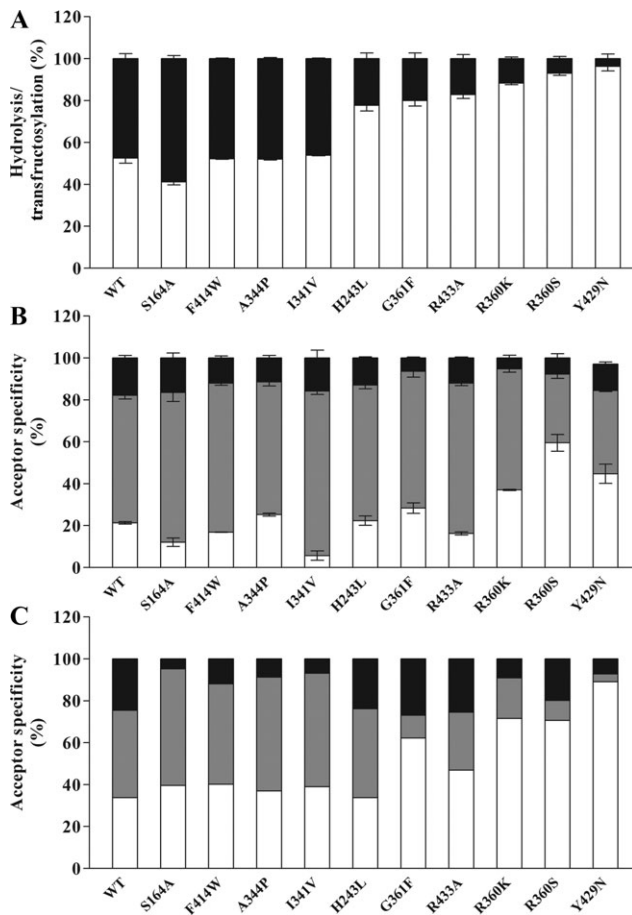 A
Hydrolysis/
transfructosylation (%)
120
100
80
60
40
20
0
WT
S164A
F414W
A344P
I341V
H243L
G361F
R433A
R360K
R360S
Y429N
B
Acceptor specificity
(%)
120
100
80
60
40
20
0
WT
S164A
F414W
A344P
I341V
H243L
G361F
R433A
R360K
R360S
Y429N
C
Acceptor specificity
(%)
120
100
80
60
40
20
0
WT
S164A
F414W
A344P
I341V
H243L
G361F
R433A
R360K
R360S
Y429N